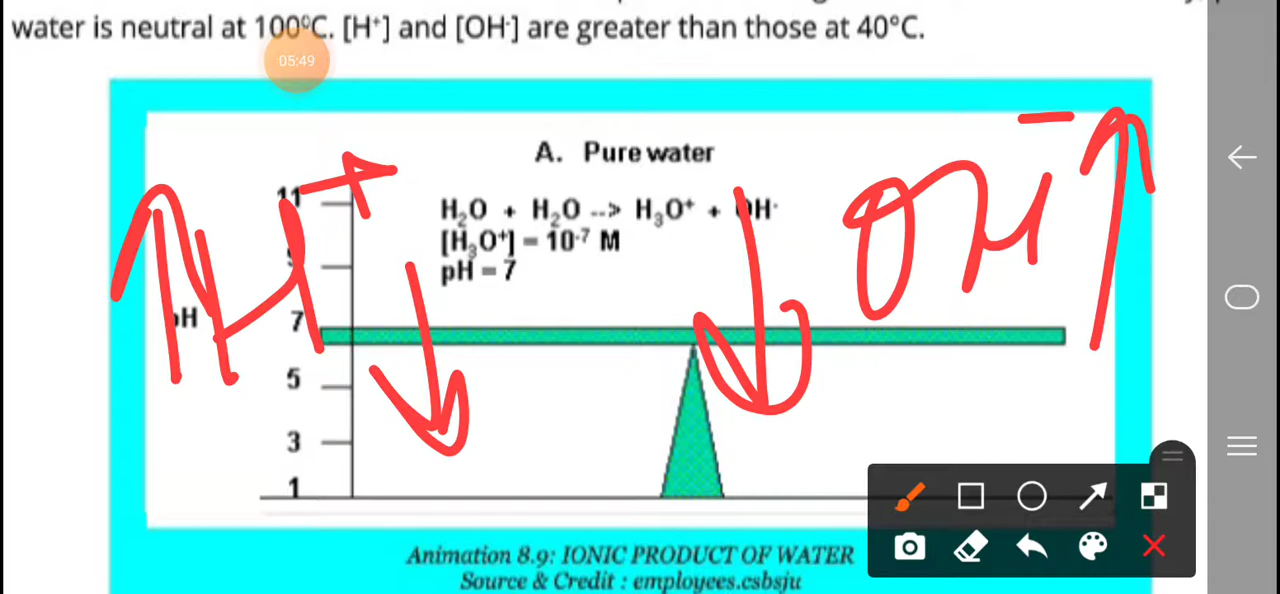 water is neutral at 100°C. [H⁺] and [OH⁻] are greater than those at 40°C.
05:49
A. Pure water
H₂O + H₂O --> H₃O⁺ + OH⁻
[H₃O⁺] = 10⁻⁷ M
pH = 7
H⁺
OH⁻
11
9
pH 7
5
3
1
Animation 8.9: IONIC PRODUCT OF WATER
Source & Credit : employees.csbsju